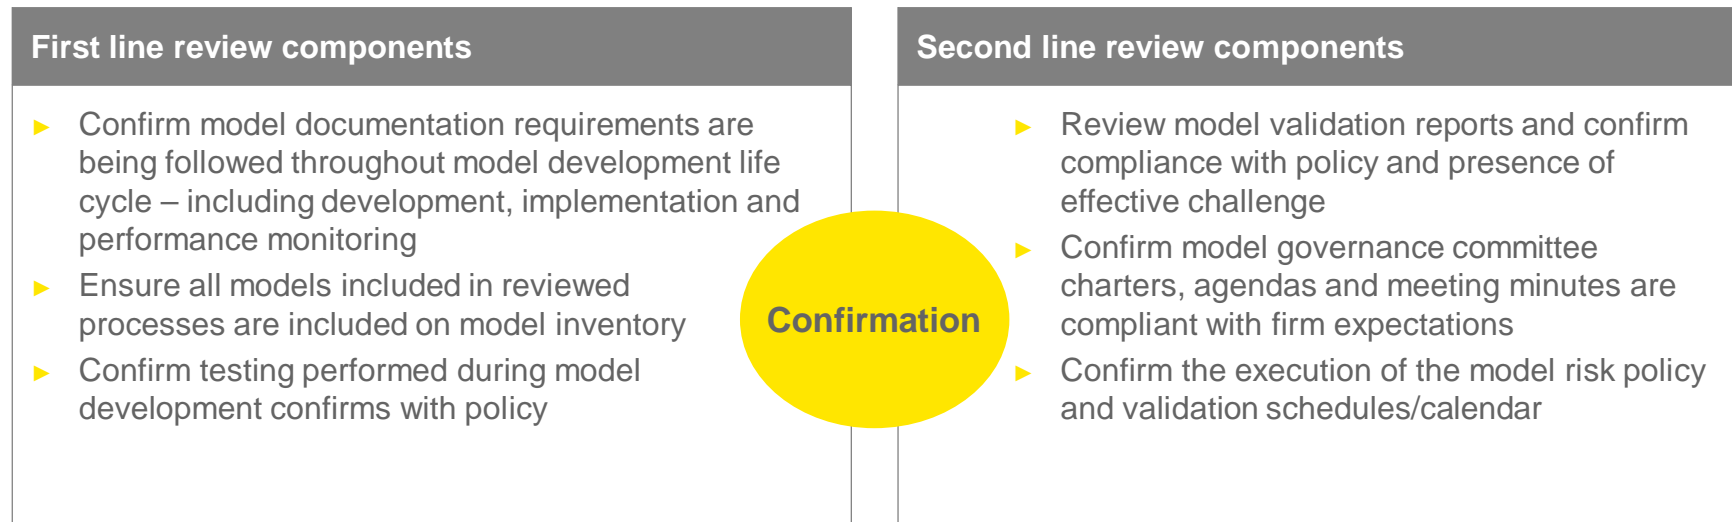 First line review components
► Confirm model documentation requirements are
being followed throughout model development life
cycle – including development, implementation and
performance monitoring
► Ensure all models included in reviewed
processes are included on model inventory
► Confirm testing performed during model
development confirms with policy
Confirmation
Second line review components
► Review model validation reports and confirm
compliance with policy and presence of
effective challenge
► Confirm model governance committee
charters, agendas and meeting minutes are
compliant with firm expectations
► Confirm the execution of the model risk policy
and validation schedules/calendar